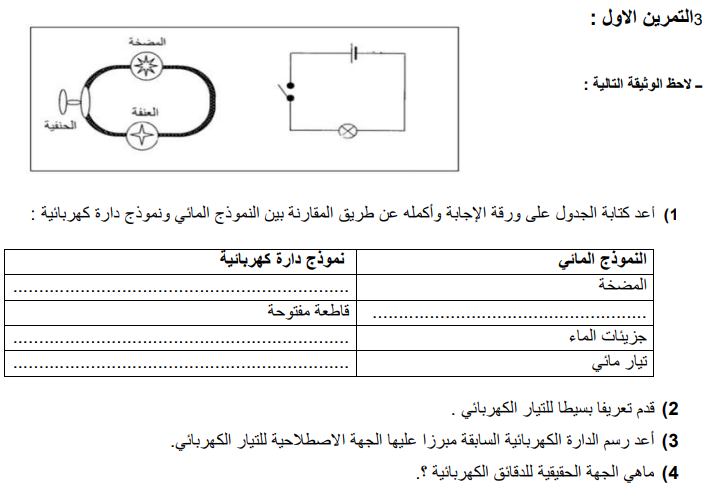 3التمرين الاول :
ـ لاحظ الوثيقة التالية :
المضخة
العنفة
الحنفية
1) أعد كتابة الجدول على ورقة الإجابة وأكمله عن طريق المقارنة بين النموذج المائي ونموذج دارة كهربائية :
النموذج المائي نموذج دارة كهربائية
المضخة ................................................................
.................................................... قاطعة مفتوحة
جزيئات الماء ................................................................
تيار مائي ................................................................
2) قدم تعريفا بسيطا للتيار الكهربائي .
3) أعد رسم الدارة الكهربائية السابقة مبرزا عليها الجهة الاصطلاحية للتيار الكهربائي.
4) ماهي الجهة الحقيقية للدقائق الكهربائية ؟.